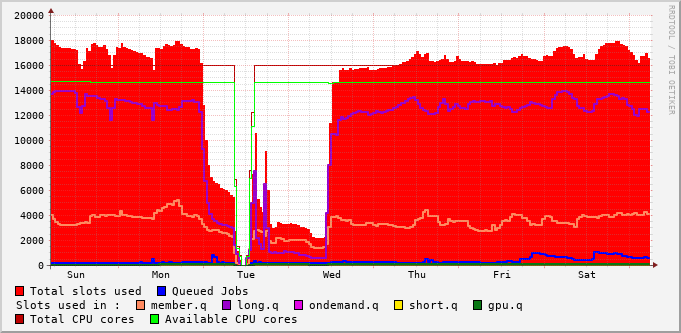 RRDTOOL / TOBI OETIKER
20000
18000
16000
14000
12000
10000
8000
6000
4000
2000
0
Sun Mon Tue Wed Thu Fri Sat
Total slots used Queued Jobs
Slots used in : member.q long.q ondemand.q short.q gpu.q
Total CPU cores Available CPU cores